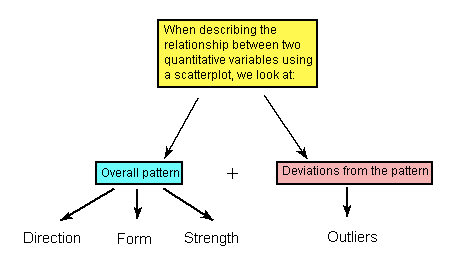 When describing the
relationship between two
quantitative variables using
a scatterplot, we look at:
Overall pattern
+
Deviations from the pattern
Direction
Form
Strength
Outliers